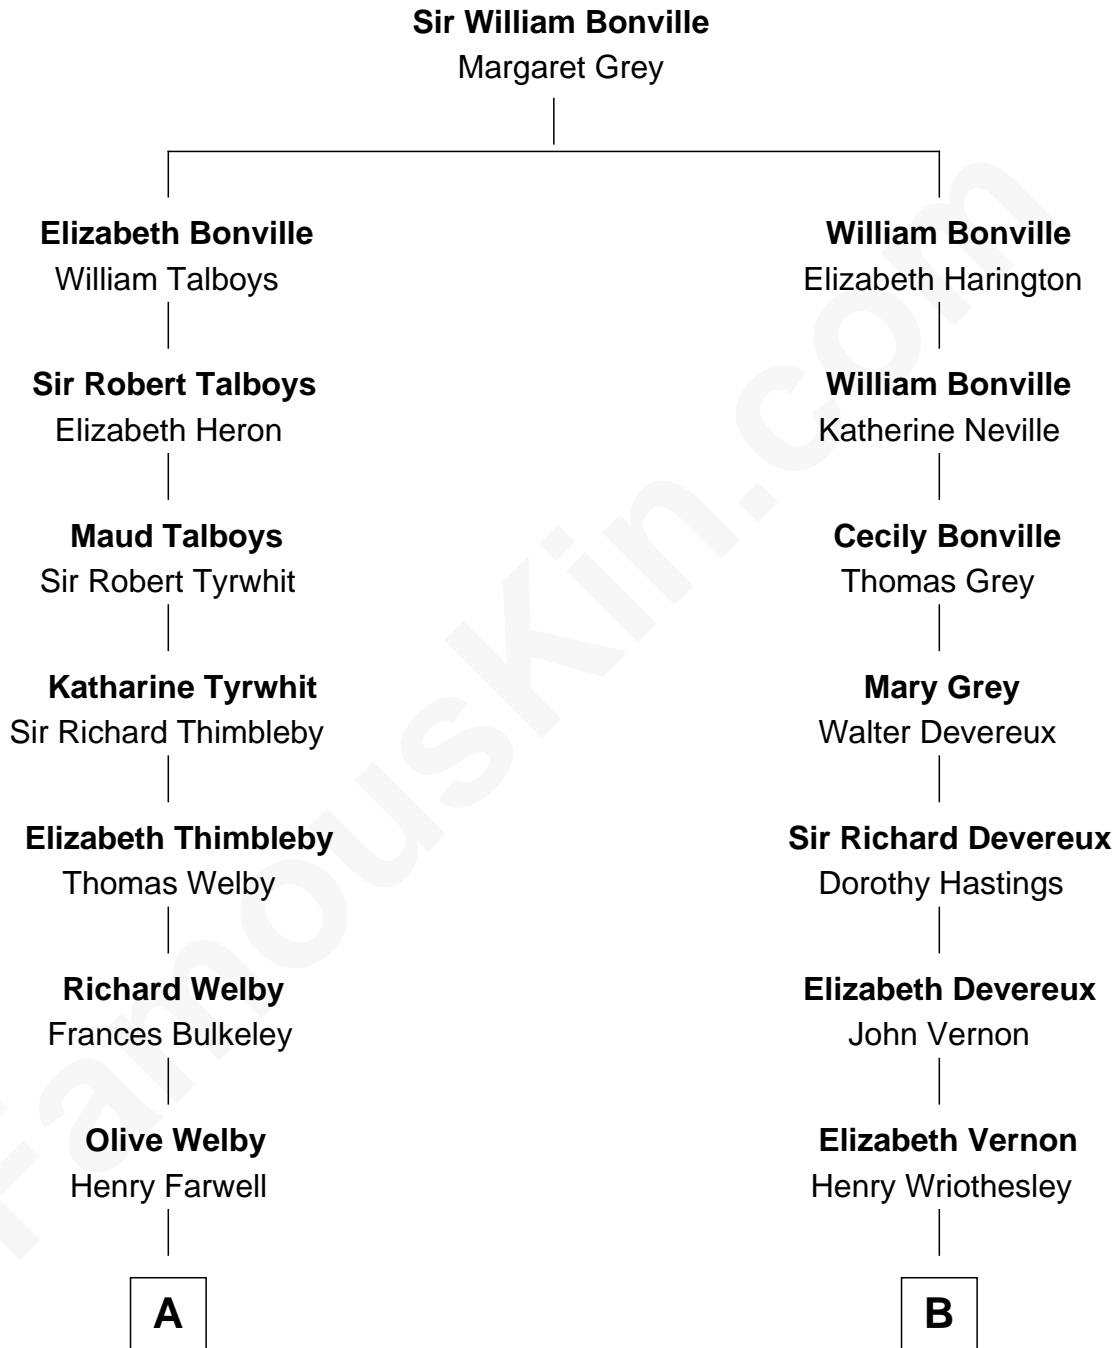 Sir William Bonville
Margaret Grey
Elizabeth Bonville
William Talboys
William Bonville
Elizabeth Harington
Sir Robert Talboys
Elizabeth Heron
William Bonville
Katherine Neville
Maud Talboys
Sir Robert Tyrwhit
Cecily Bonville
Thomas Grey
Katharine Tyrwhit
Sir Richard Thimbleby
Mary Grey
Walter Devereux
Elizabeth Thimbleby
Thomas Welby
Sir Richard Devereux
Dorothy Hastings
Richard Welby
Frances Bulkeley
Elizabeth Devereux
John Vernon
Olive Welby
Henry Farwell
Elizabeth Vernon
Henry Wriothesley
A
B
FamousKin.com